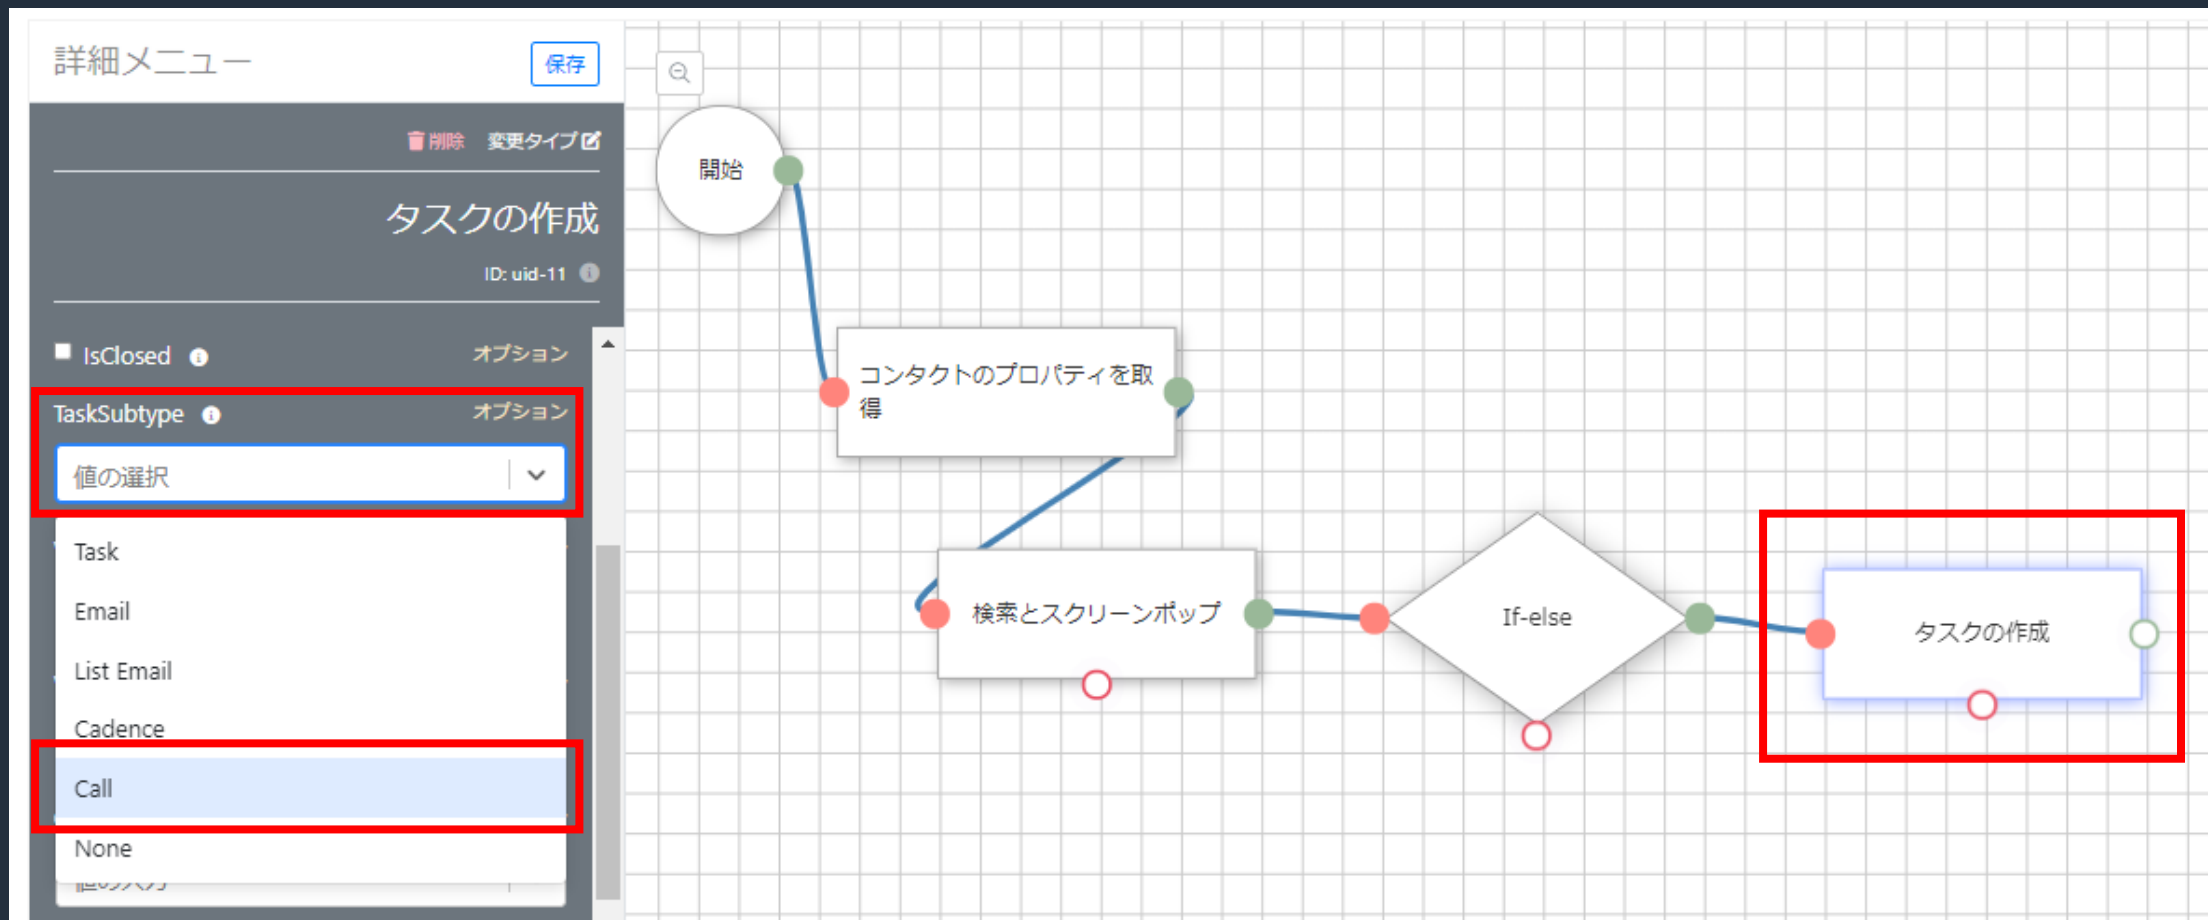 詳細メニュー
保存
削除 変更タイプ
タスクの作成
ID: uid-11
IsClosed オプション
TaskSubtype オプション
値の選択
Task
Email
List Email
Cadence
Call
None
値の入力
開始
コンタクトのプロパティを取
得
検索とスクリーンポップ
If-else
タスクの作成